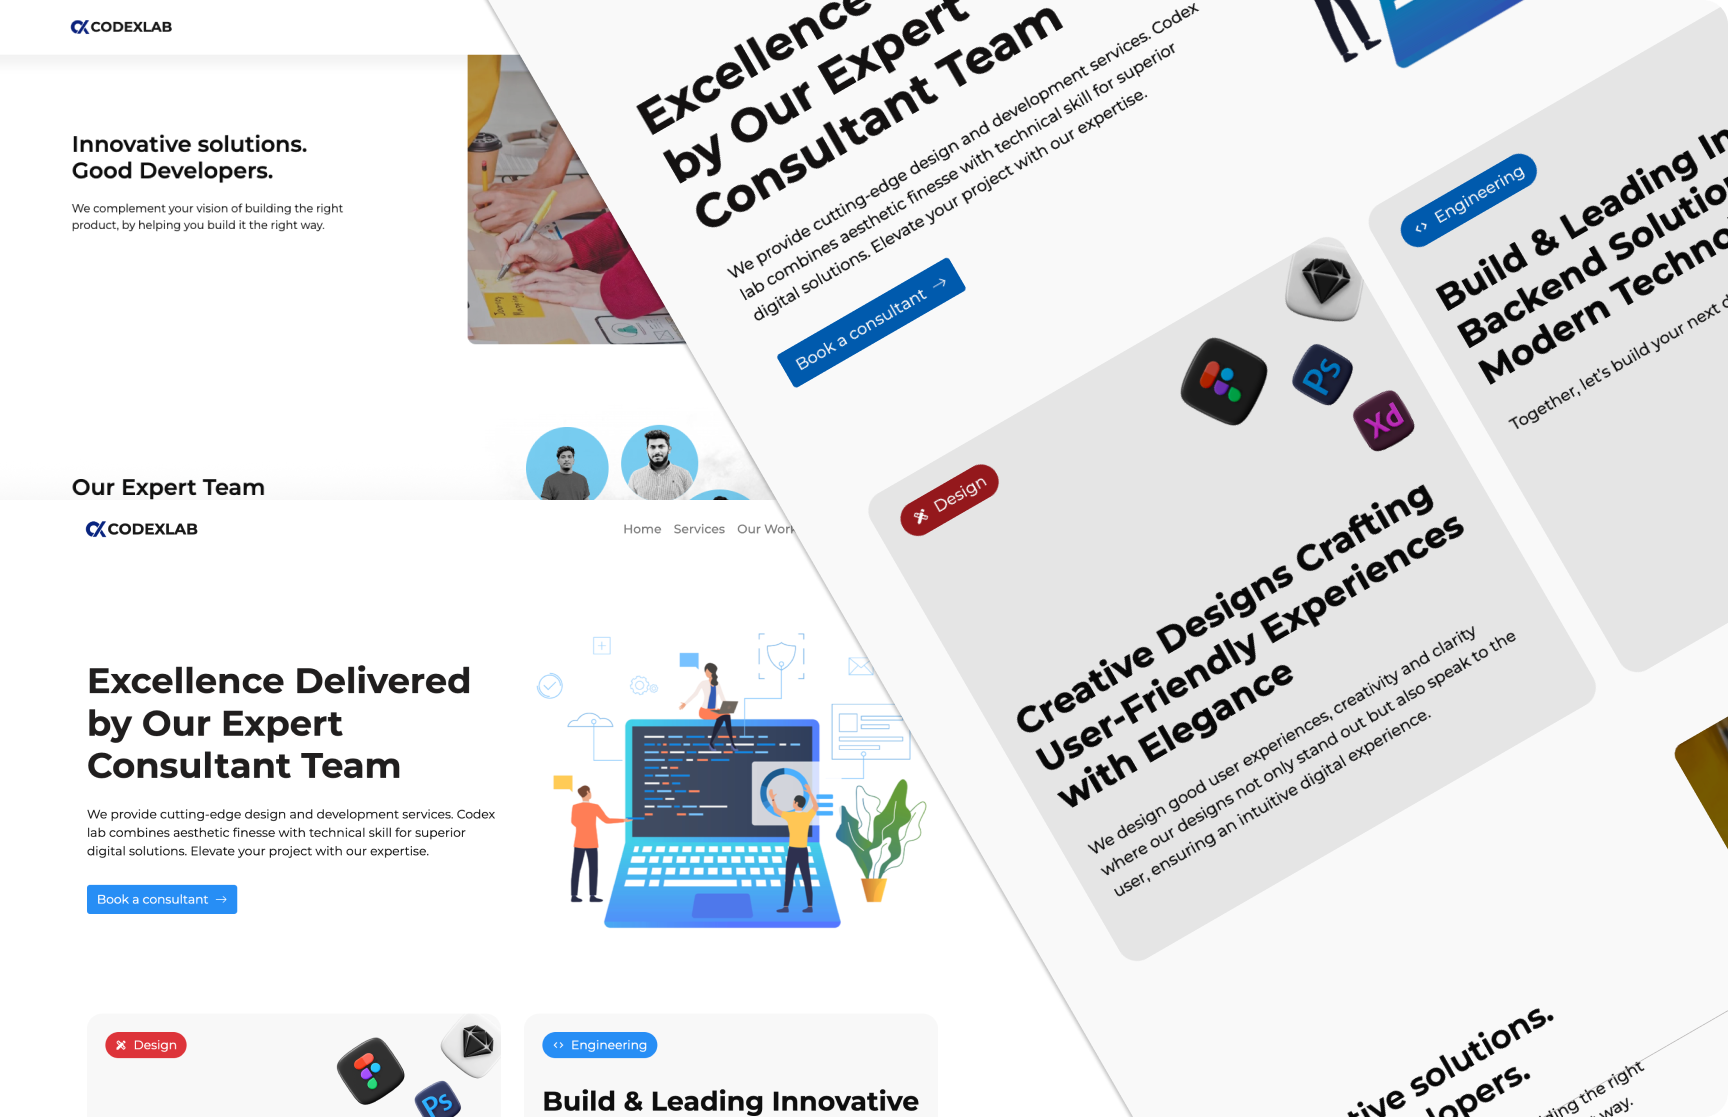 CODEXLAB
Innovative solutions.
Good Developers.
We complement your vision of building the right
product, by helping you build it the right way.
Our Expert Team
CODEXLAB
Home Services Our Work
Excellence Delivered
by Our Expert
Consultant Team
We provide cutting-edge design and development services. Codex
lab combines aesthetic finesse with technical skill for superior
digital solutions. Elevate your project with our expertise.
Book a consultant →
Design
Ps
Engineering
Build & Leading Innovative
Excellence
by Our Expert
Consultant Team
We provide cutting-edge design and development services. Codex
lab combines aesthetic finesse with technical skill for superior
digital solutions. Elevate your project with our expertise.
Book a consultant →
Ps
Xd
Design
Creative Designs Crafting
User-Friendly Experiences
with Elegance
We design good user experiences, creativity and clarity
where our designs not only stand out but also speak to the
user, ensuring an intuitive digital experience.
Engineering
Build & Leading In
Backend Solutio
Modern Techno
Together, let's build your next d
tive solutions.
lopers.
ding the right
way.